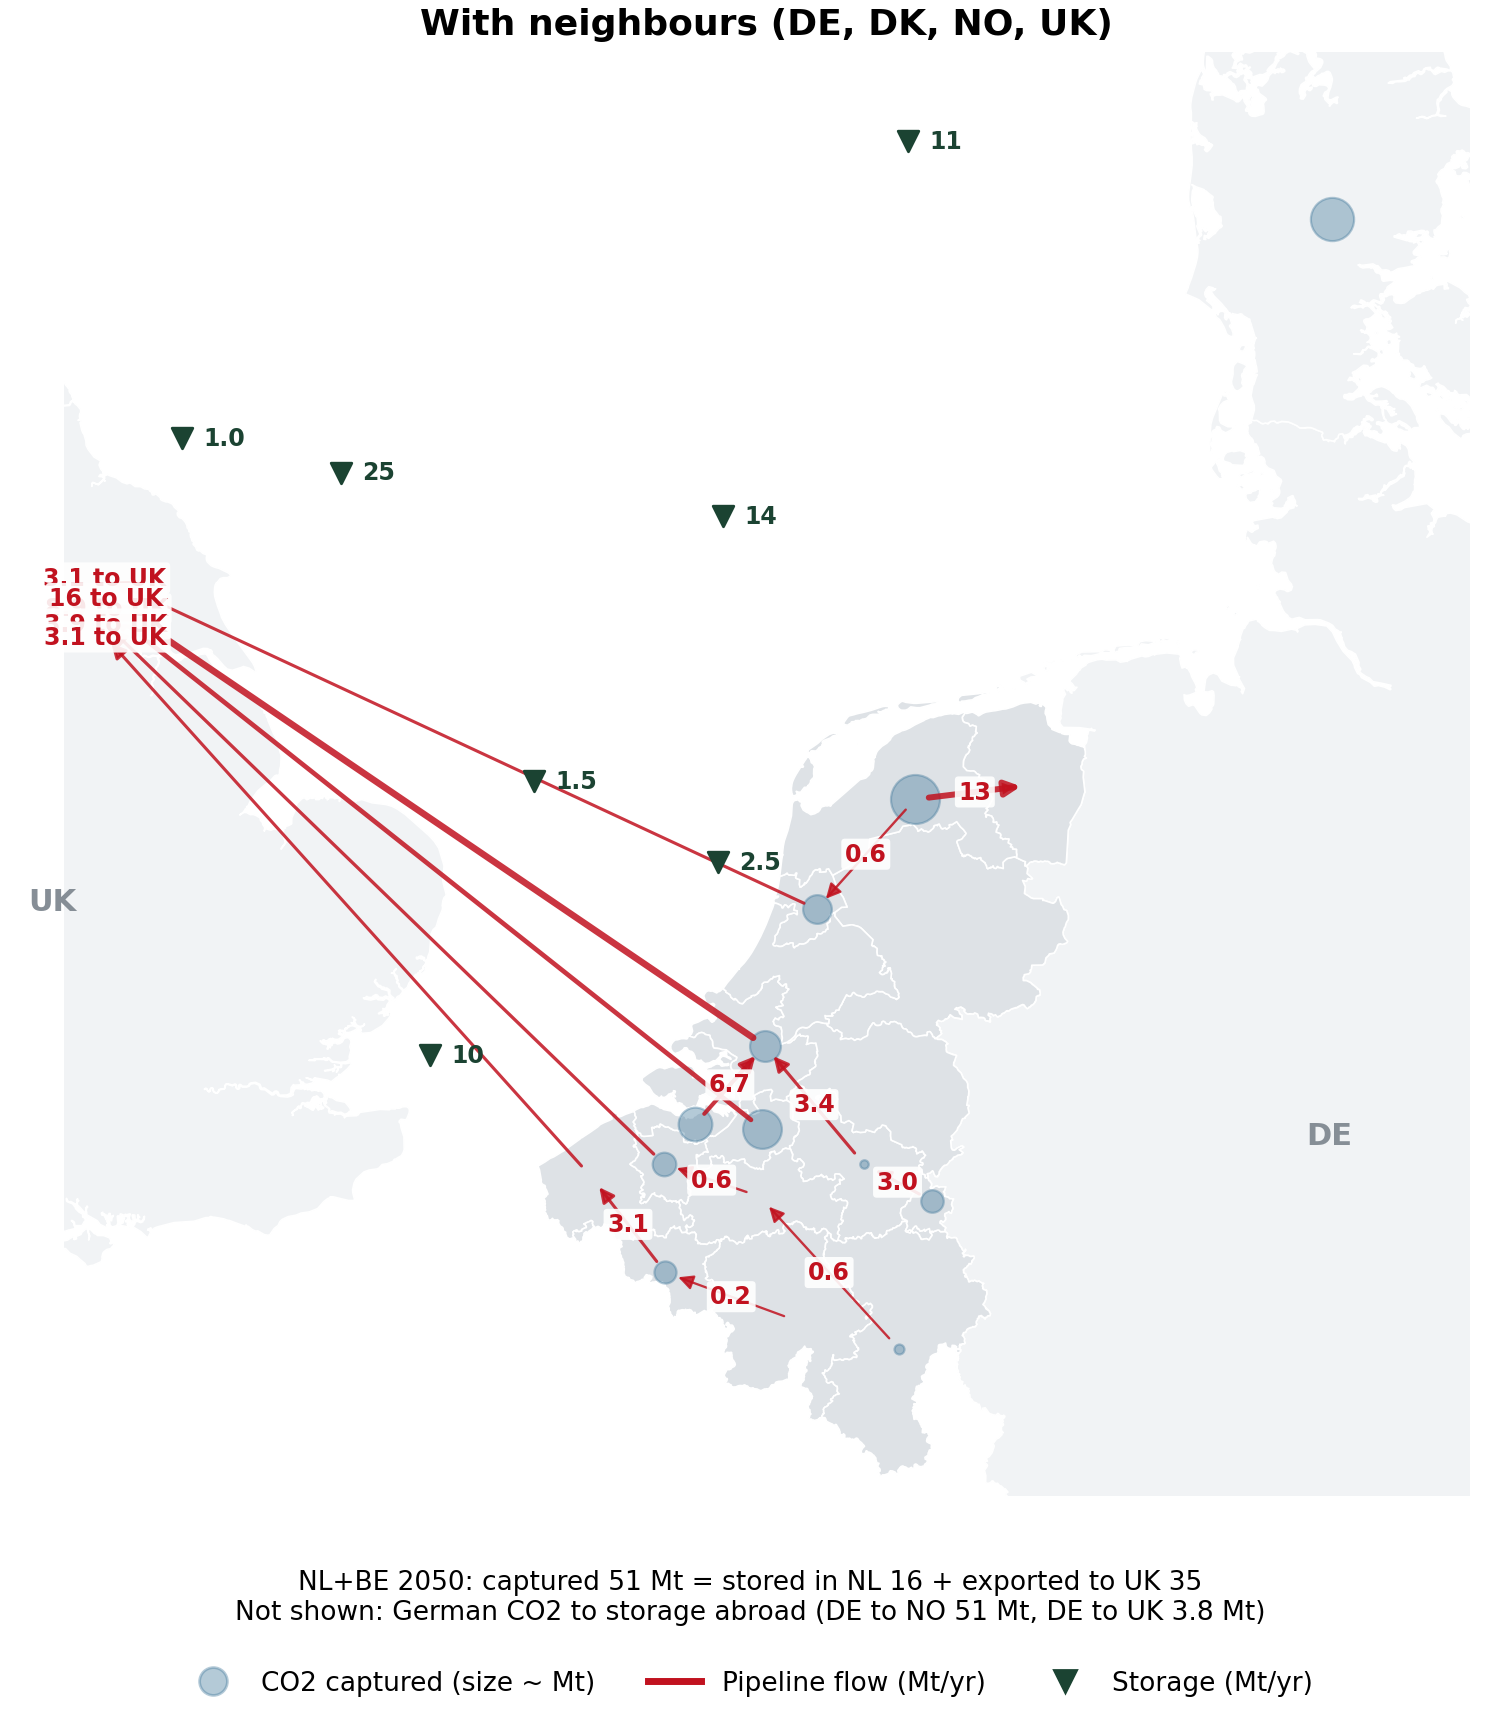 With neighbours (DE, DK, NO, UK)
11
1.0
25
14
3.1 to UK
16 to UK
to UK
3.1 to UK
1.5
13
0.6
2.5
UK
10
6.7
3.4
DE
0.6
3.0
3.1
0.6
0.2
NL+BE 2050: captured 51 Mt = stored in NL 16 + exported to UK 35
Not shown: German CO2 to storage abroad (DE to NO 51 Mt, DE to UK 3.8 Mt)
CO2 captured (size ~ Mt)
Pipeline flow (Mt/yr)
Storage (Mt/yr)